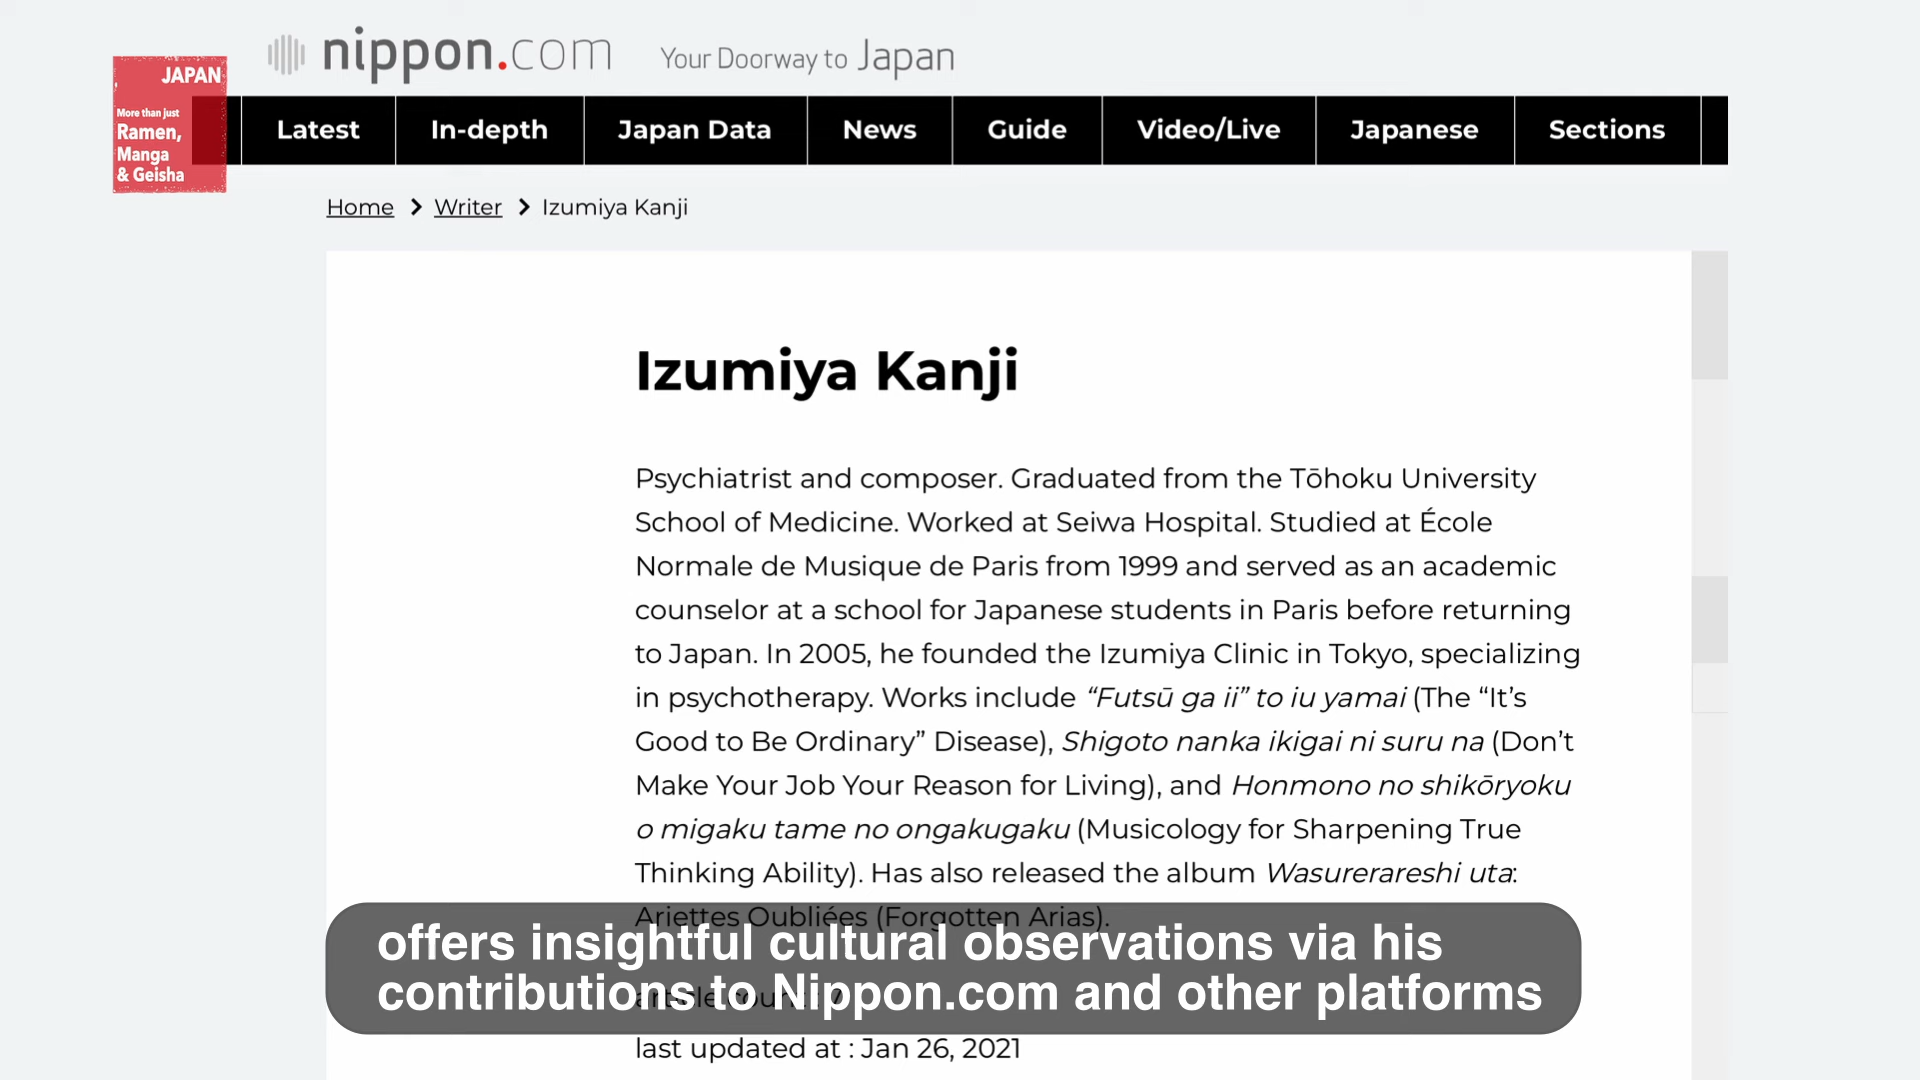 nippon.com Your Doorway to Japan
JAPAN
More than just
Ramen,
Manga
& Geisha
Latest In-depth Japan Data News Guide Video/Live Japanese Sections
Home > Writer > Izumiya Kanji
Izumiya Kanji
Psychiatrist and composer. Graduated from the Tōhoku University
School of Medicine. Worked at Seiwa Hospital. Studied at École
Normale de Musique de Paris from 1999 and served as an academic
counselor at a school for Japanese students in Paris before returning
to Japan. In 2005, he founded the Izumiya Clinic in Tokyo, specializing
in psychotherapy. Works include “Futsū ga ii” to iu yamai (The “It’s
Good to Be Ordinary” Disease), Shigoto nanka ikigai ni suru na (Don’t
Make Your Job Your Reason for Living), and Honmono no shikōryoku
o migaku tame no ongakugaku (Musicology for Sharpening True
Thinking Ability). Has also released the album Wasurerareshi uta:
Ariettes Oubliées (Forgotten Arias).
offers insightful cultural observations via his
contributions to Nippon.com and other platforms
last updated at : Jan 26, 2021